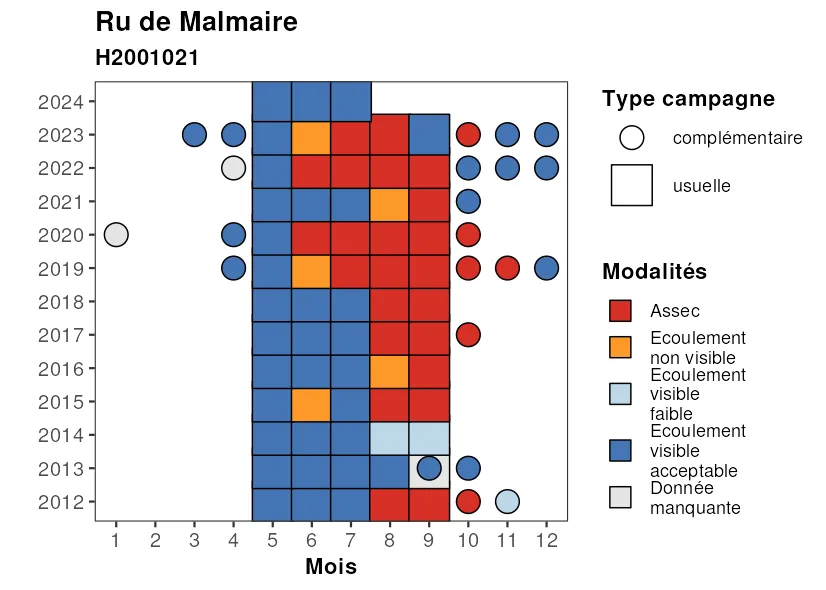 Ru de Malmaire
H2001021
2024
2023
2022
2021
2020
2019
2018
2017
2016
2015
2014
2013
2012
1 2 3 4 5 6 7 8 9 10 11 12
Mois
Type campagne
complémentaire
usuelle
Modalités
Assec
Ecoulement
non visible
Ecoulement
visible
faible
Ecoulement
visible
acceptable
Donnée
manquante